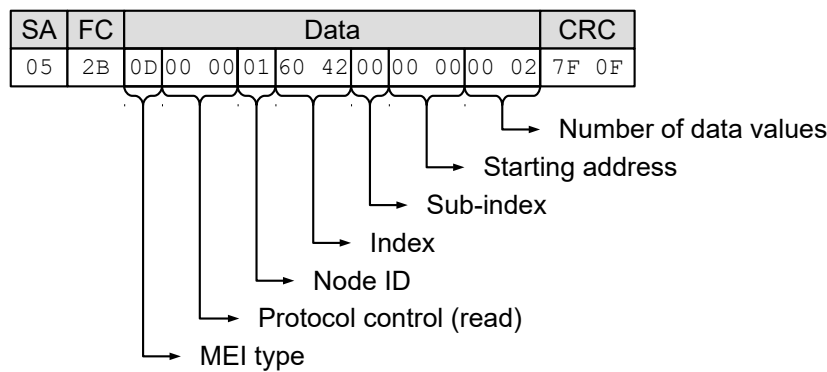 SA FC Data CRC
05 2B 0D 00 00 01 60 42 00 00 00 00 02 7F 0F
Number of data values
Starting address
Sub-index
Index
Node ID
Protocol control (read)
MEI type